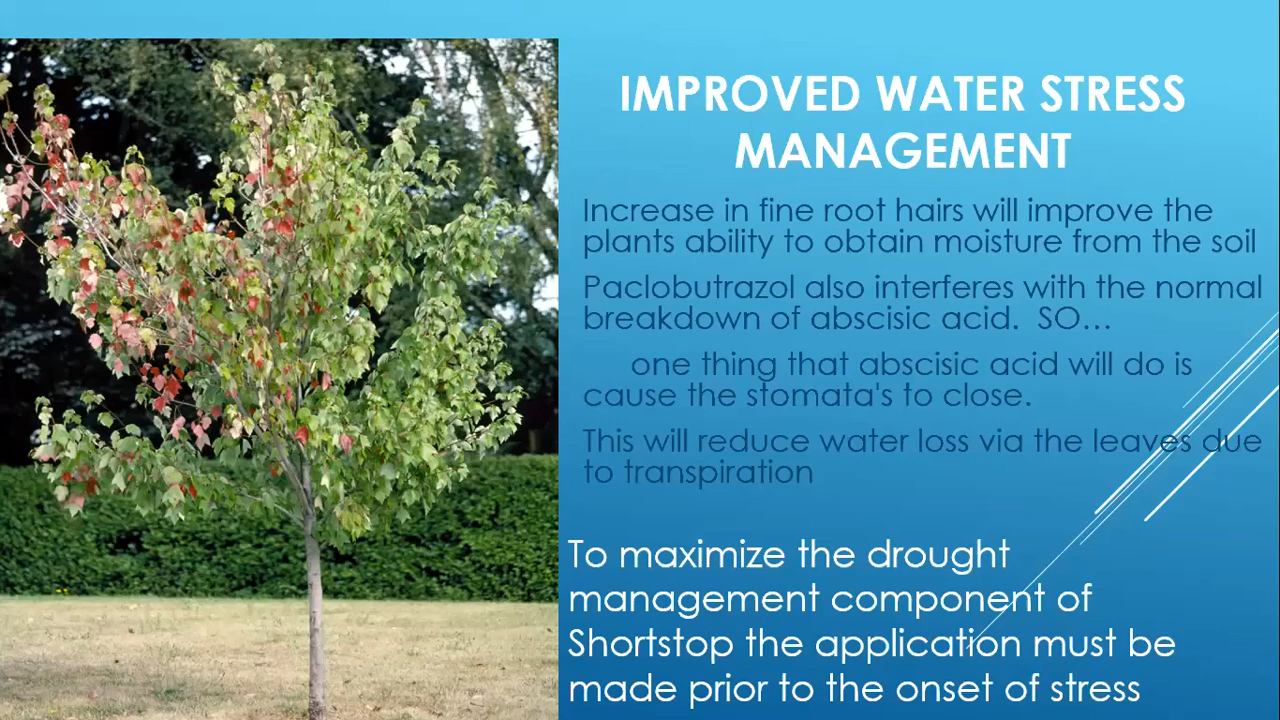 IMPROVED WATER STRESS
MANAGEMENT
Increase in fine root hairs will improve the
plants ability to obtain moisture from the soil
Paclobutrazol also interferes with the normal
breakdown of abscisic acid.  SO...
one thing that abscisic acid will do is
cause the stomata's to close.
This will reduce water loss via the leaves due
to transpiration
To maximize the drought
management component of
Shortstop the application must be
made prior to the onset of stress